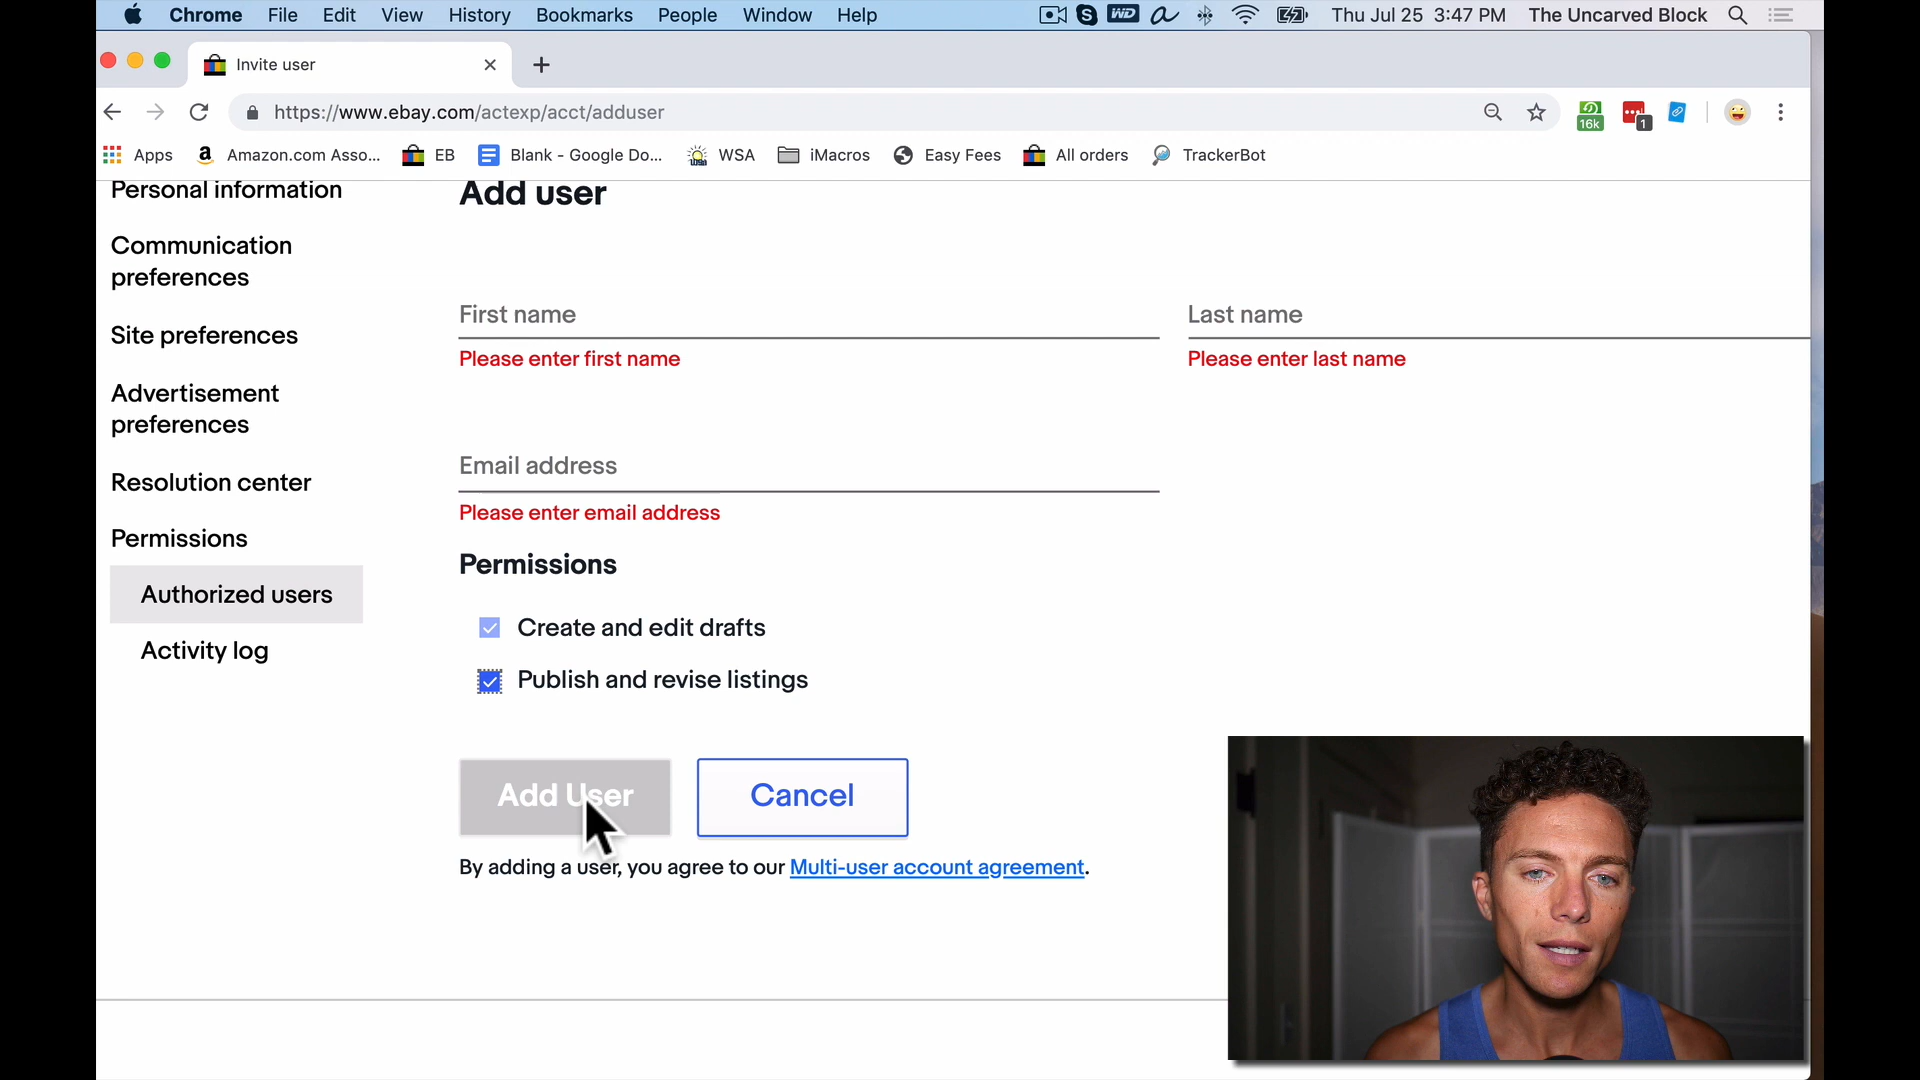 Chrome File Edit View History Bookmarks People Window Help WD Thu Jul 25 3:47 PM The Uncarved Block
Invite user
https://www.ebay.com/actexp/acct/adduser 16k 1
Apps Amazon.com Asso... EB Blank - Google Do... WSA iMacros Easy Fees All orders TrackerBot
Personal information
Add user
Communication
preferences
Site preferences
Advertisement
preferences
Resolution center
Permissions
Authorized users
Activity log
First name Last name
Please enter first name Please enter last name
Email address
Please enter email address
Permissions
Create and edit drafts
Publish and revise listings
Add User Cancel
By adding a user, you agree to our Multi-user account agreement.